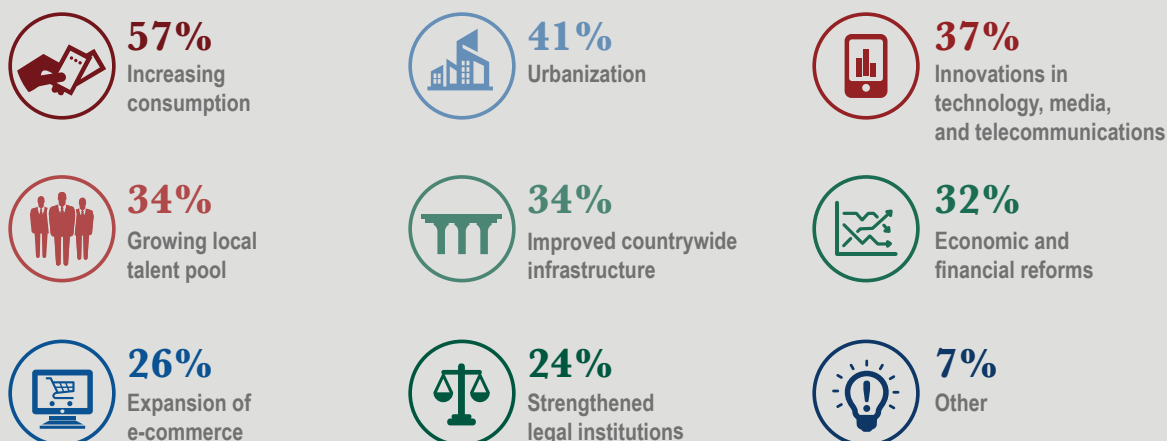 57%
Increasing
consumption
41%
Urbanization
37%
Innovations in
technology, media,
and telecommunications
34%
Growing local
talent pool
34%
Improved countrywide
infrastructure
32%
Economic and
financial reforms
26%
Expansion of
e-commerce
24%
Strengthened
legal institutions
7%
Other